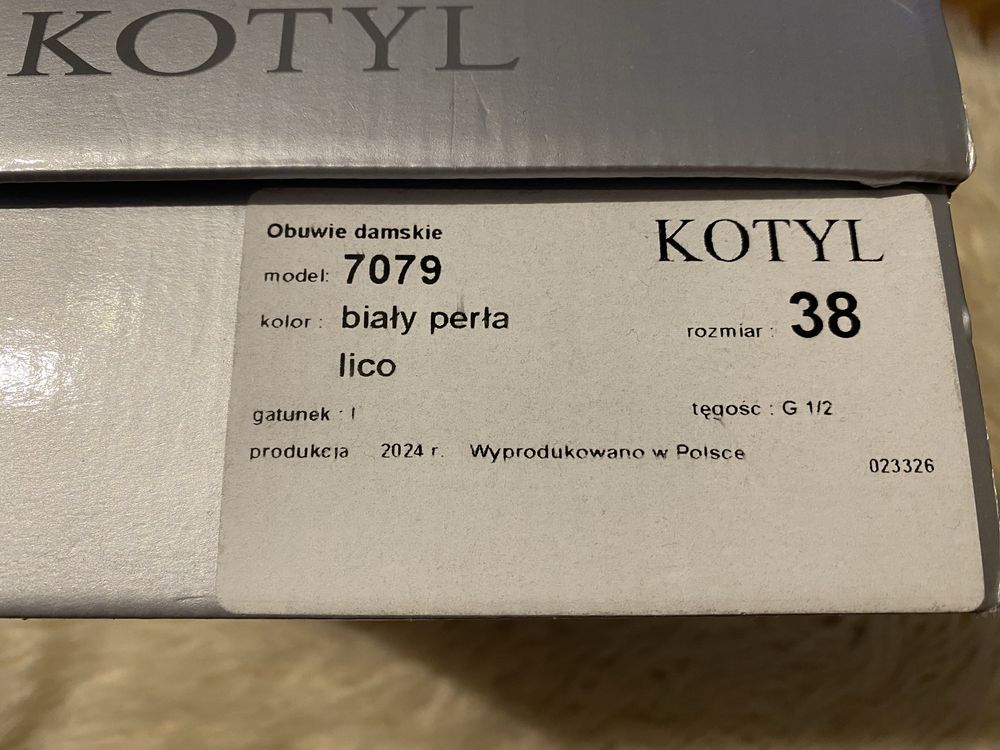 KOTYL
Obuwie damskie
KOTYL
model: 7079
kolor : biały perła
rozmiar : 38
lico
gatunek : I
tęgośc : G 1/2
produkcja 2024 r. Wyprodukowano w Polsce
023326